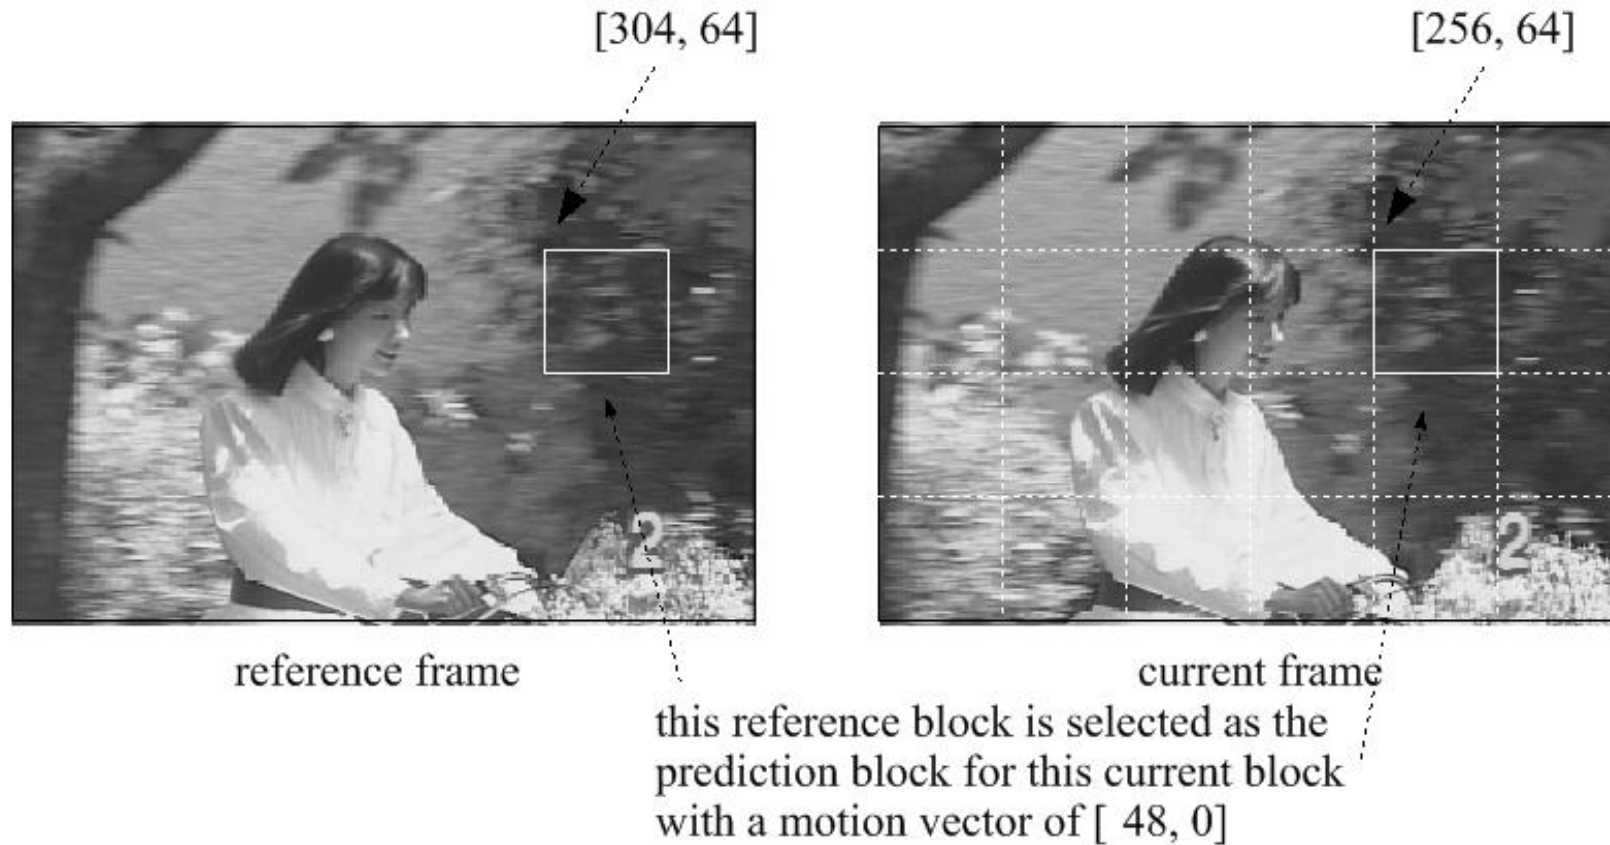 [304, 64]
[256, 64]
2
2
reference frame
current frame
this reference block is selected as the
prediction block for this current block
with a motion vector of [ 48, 0]